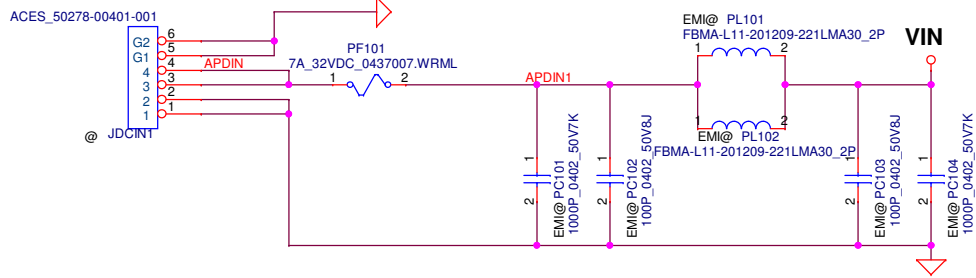 ACES_50278-00401-001
G2 6
G1 5
4 4
3 3
2 2
1 1
@ JDCIN1
APDIN
PF101
7A_32VDC_0437007.WRML
1 2
APDIN1
EMI@ PL101
FBMA-L11-201209-221LMA30_2P
1 2
1 2
EMI@ PL102
FBMA-L11-201209-221LMA30_2P
VIN
1
2
EMI@ PC101
1000P_0402_50V7K
1
2
EMI@ PC102
100P_0402_50V8J
1
2
EMI@ PC103
100P_0402_50V8J
1
2
EMI@ PC104
1000P_0402_50V7K